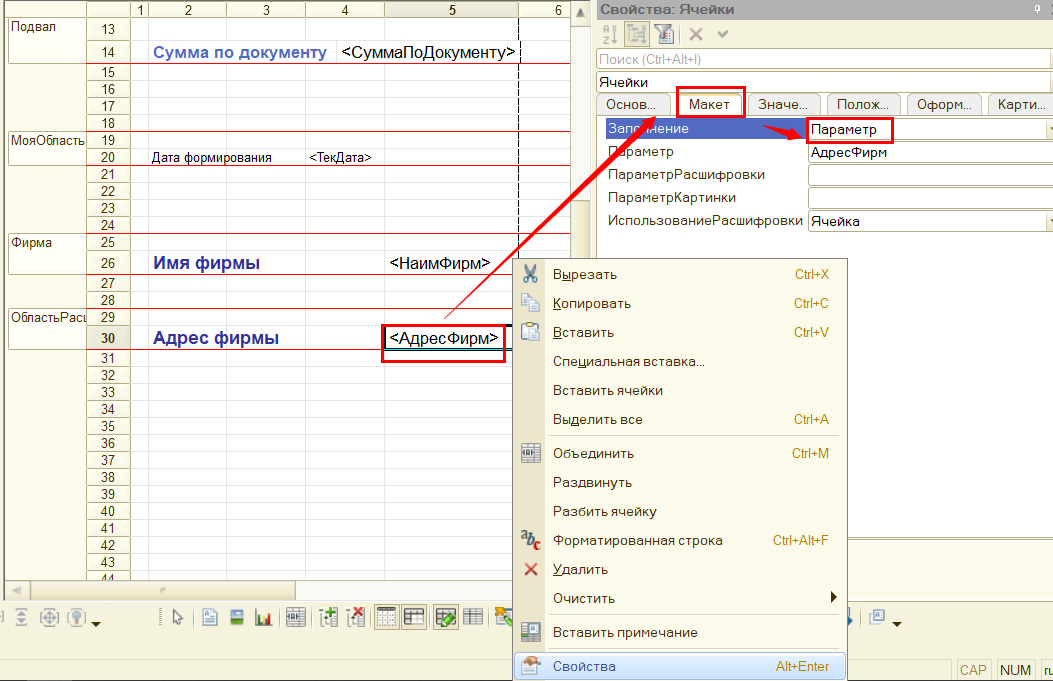 1 2 3 4 5 6
Подвал
13
14 Сумма по документу <СуммаПоДокументу>
15
16
17
18
МояОбласть 19
20 Дата формирования <ТекДата>
21
22
23
24
Фирма 25
26 Имя фирмы <НаимФирм>
27
28
ОбластьРасш 29
30 Адрес фирмы <АдресФирм>
31
32
33
34
35
36
37
38
39
40
41
42
43
44
Свойства: Ячейки
Поиск (Ctrl+Alt+I)
Ячейки
Основ... Макет Значе... Полож... Оформ... Карти...
Заполнение Параметр
Параметр АдресФирм
ПараметрРасшифровки
ПараметрКартинки
ИспользованиеРасшифровки Ячейка
Вырезать Ctrl+X
Копировать Ctrl+C
Вставить Ctrl+V
Специальная вставка...
Вставить ячейки
Выделить все Ctrl+A
Объединить Ctrl+M
Раздвинуть
Разбить ячейку
Форматированная строка Ctrl+Alt+F
Удалить
Очистить
Вставить примечание
Свойства Alt+Enter
CAP NUM ru